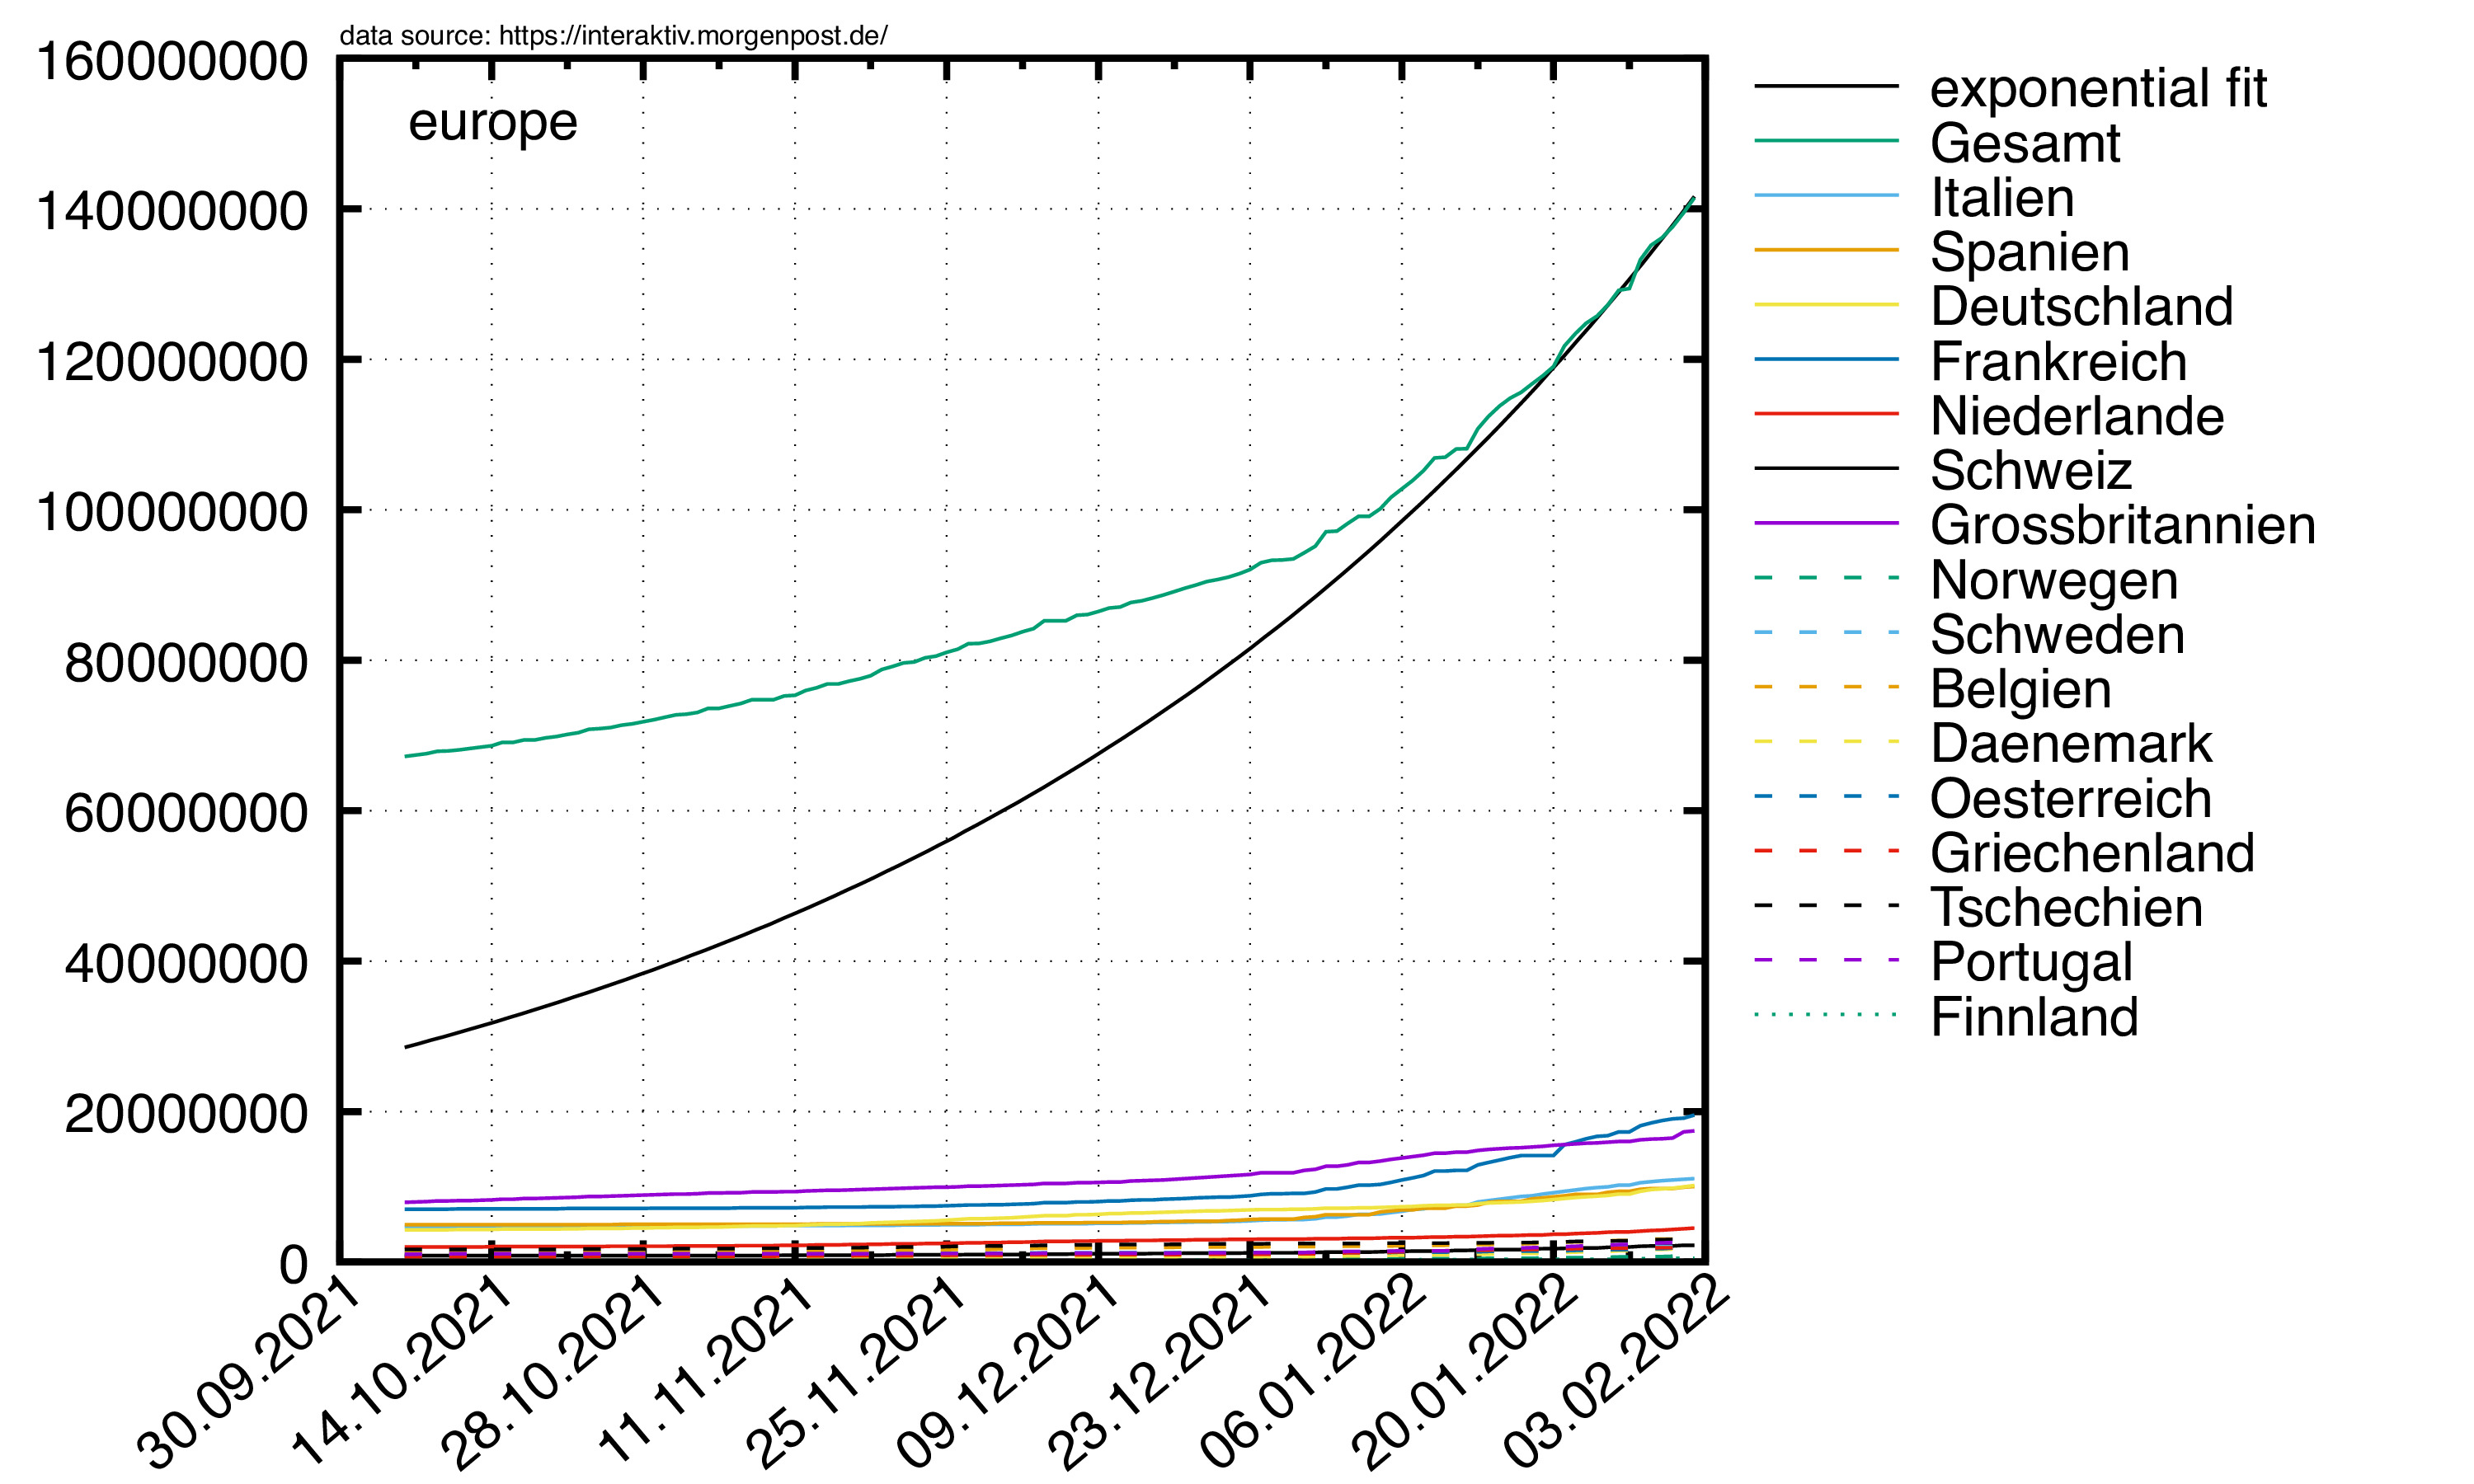 data source: https://interaktiv.morgenpost.de/
160000000
140000000
120000000
100000000
80000000
60000000
40000000
20000000
0
europe
30.09.2021
14.10.2021
28.10.2021
11.11.2021
25.11.2021
09.12.2021
23.12.2021
06.01.2022
20.01.2022
03.02.2022
exponential fit
Gesamt
Italien
Spanien
Deutschland
Frankreich
Niederlande
Schweiz
Grossbritannien
Norwegen
Schweden
Belgien
Daenemark
Oesterreich
Griechenland
Tschechien
Portugal
Finnland